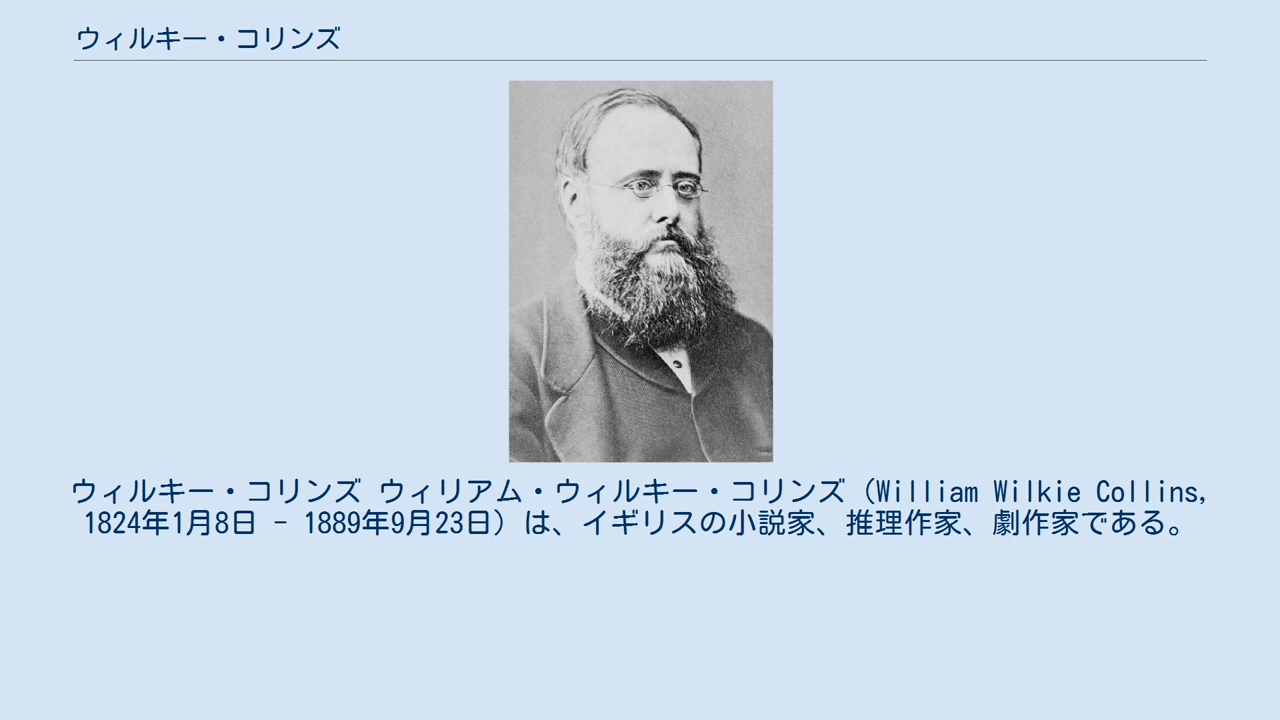 ウィルキー・コリンズ
ウィルキー・コリンズ ウィリアム・ウィルキー・コリンズ（William Wilkie Collins,
1824年1月8日 - 1889年9月23日）は、イギリスの小説家、推理作家、劇作家である。